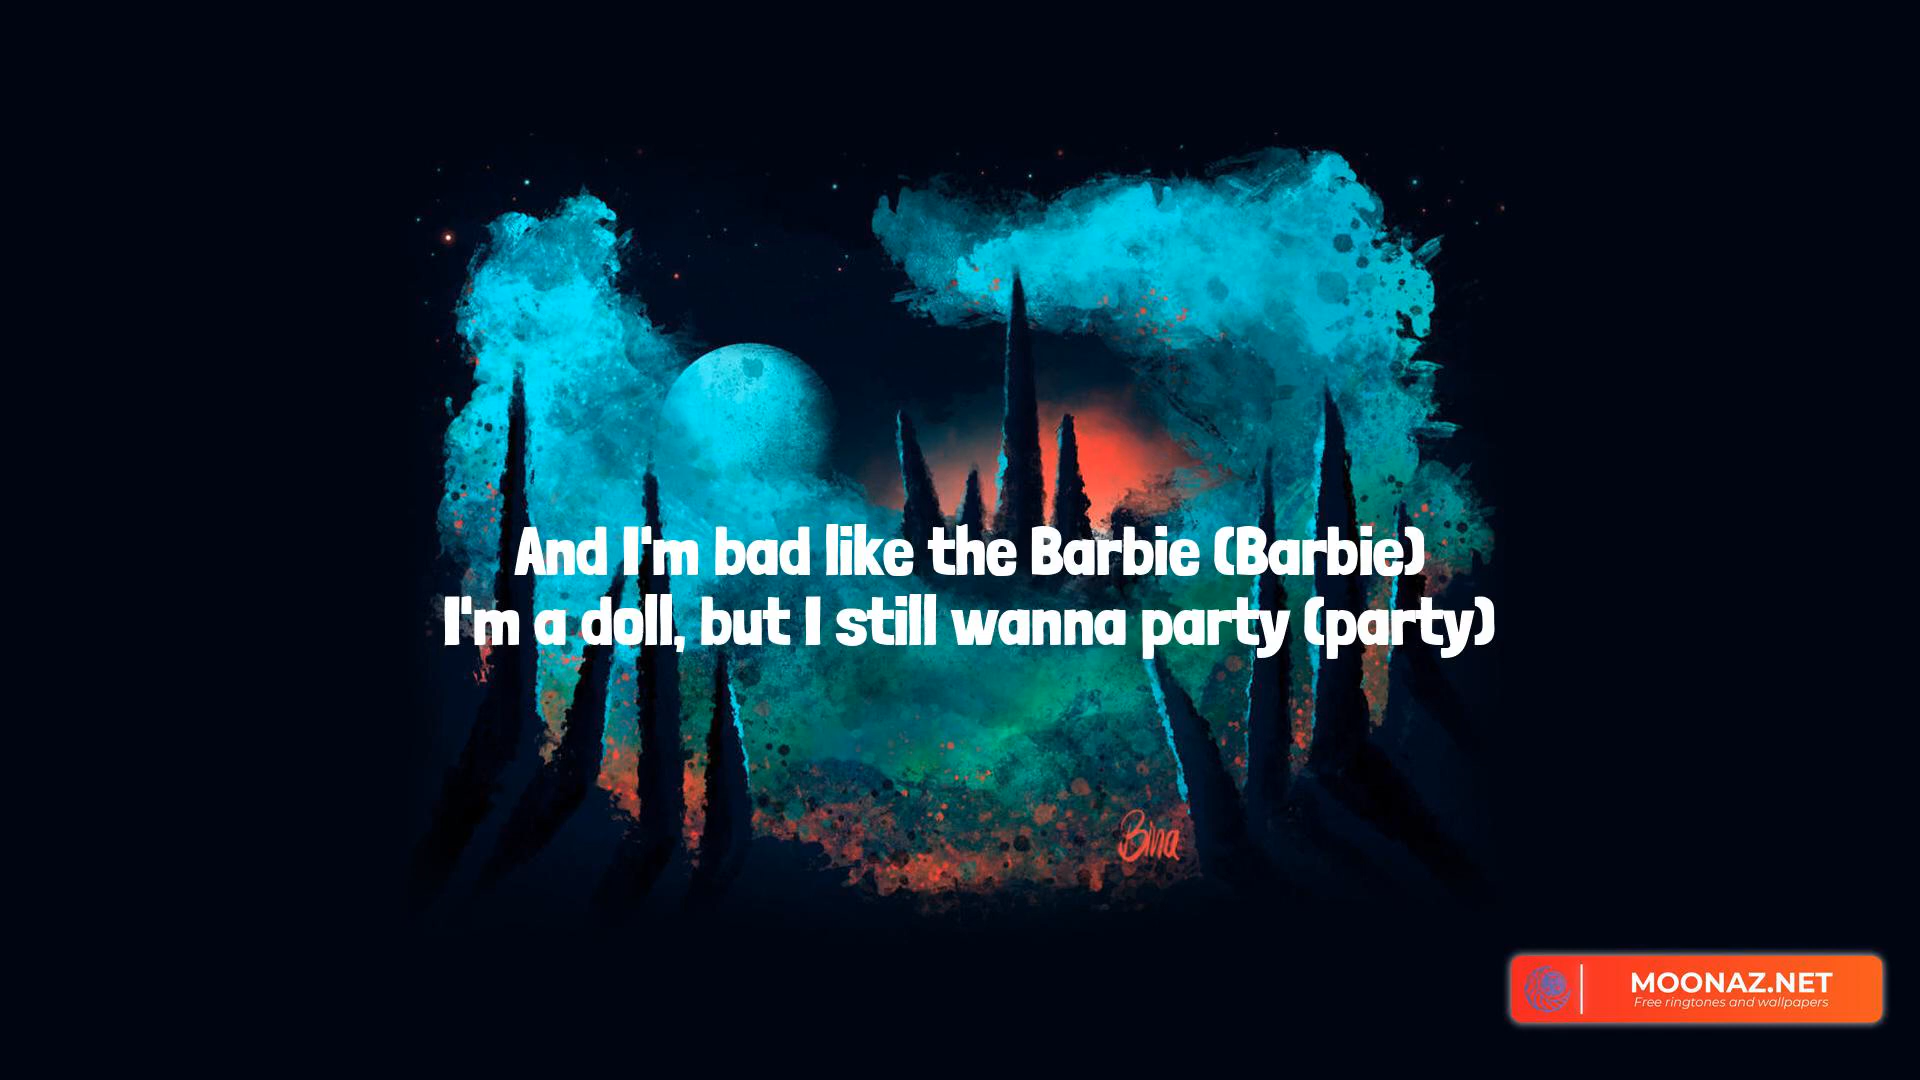 And I'm bad like the Barbie (Barbie)
I'm a doll, but I still wanna party (party)
Bina
MOONAZ.NET
Free ringtones and wallpapers